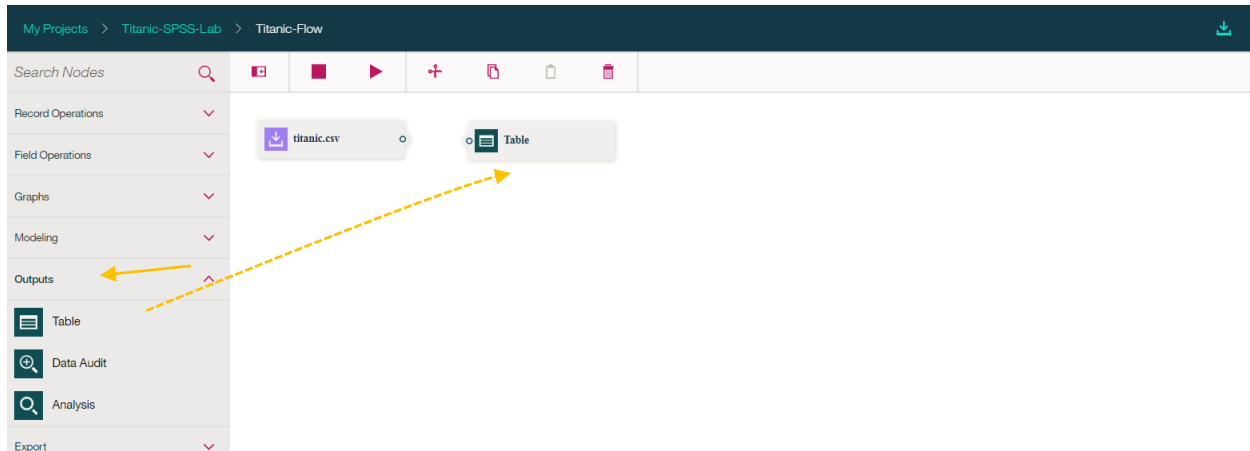 My Projects > Titanic-SPSS-Lab > Titanic-Flow
Search Nodes
Record Operations
Field Operations
Graphs
Modeling
Outputs
Table
Data Audit
Analysis
Export
titanic.csv
Table